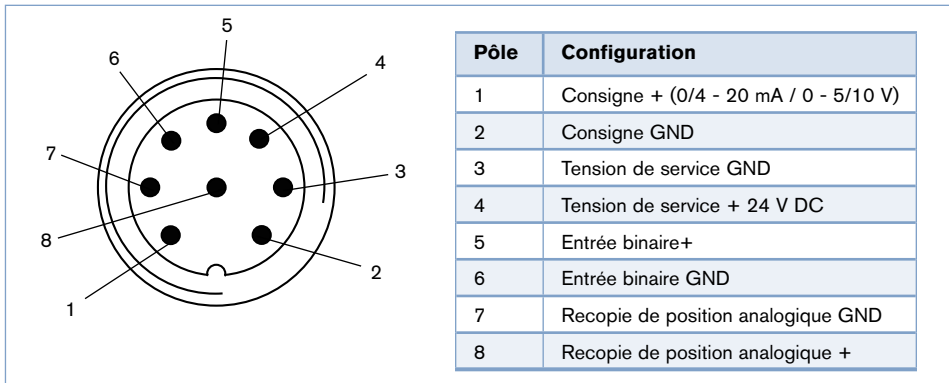 5
6
4
7
3
8
2
1
Pôle Configuration
1 Consigne + (0/4 - 20 mA / 0 - 5/10 V)
2 Consigne GND
3 Tension de service GND
4 Tension de service + 24 V DC
5 Entrée binaire+
6 Entrée binaire GND
7 Recopie de position analogique GND
8 Recopie de position analogique +